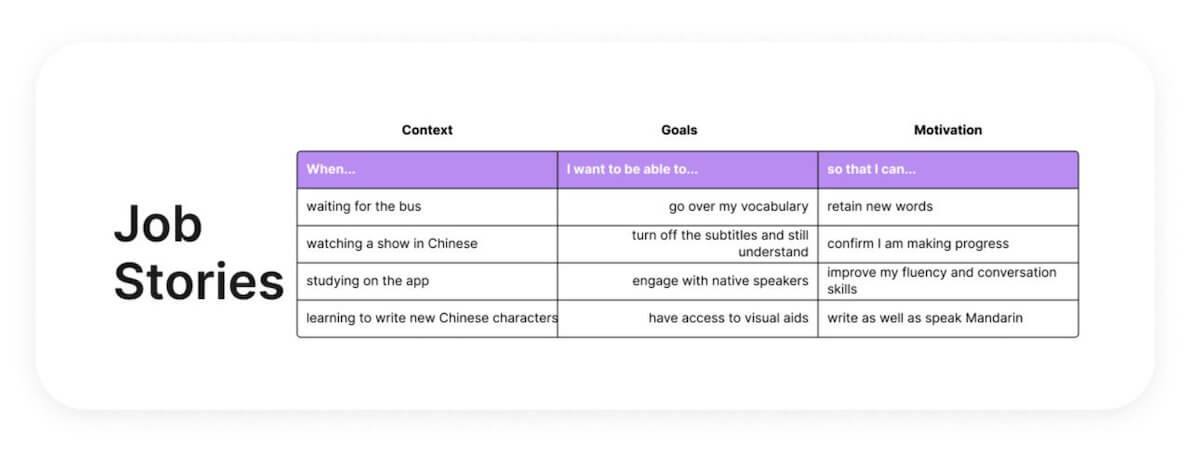 Job
Stories
Context Goals Motivation
When... I want to be able to... so that I can...
waiting for the bus go over my vocabulary retain new words
watching a show in Chinese turn off the subtitles and still
understand confirm I am making progress
studying on the app engage with native speakers improve my fluency and conversation
skills
learning to write new Chinese characters have access to visual aids write as well as speak Mandarin